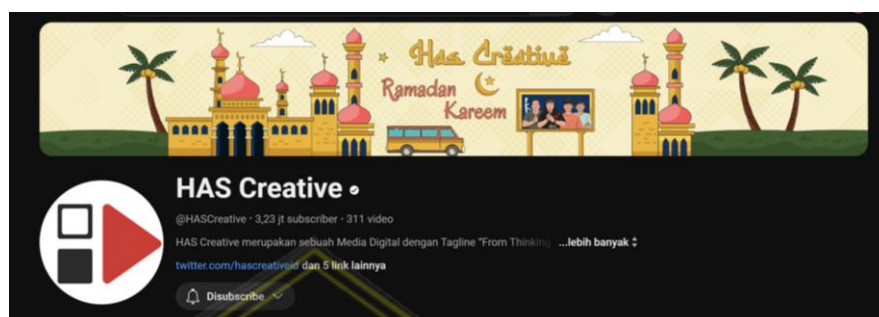 Has Crëative
Ramadan
Kareem
HAS Creative
@HASCreative · 3,23 jt subscriber · 311 video
HAS Creative merupakan sebuah Media Digital dengan Tagline "From Thinking ...lebih banyak
twitter.com/hascreativeid dan 5 link lainnya
Disubscribe